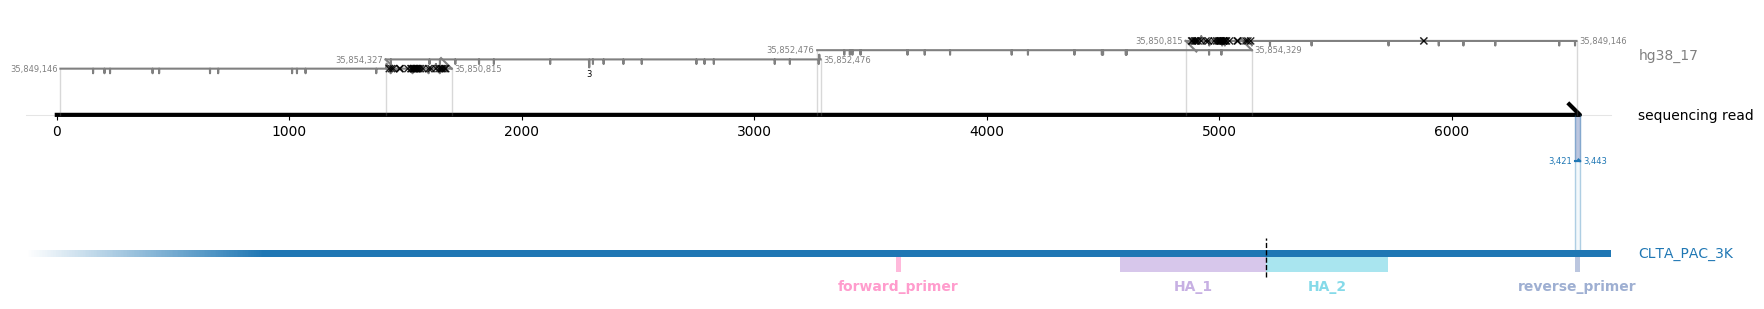 35,850,815
35,849,146
35,852,476
35,854,329
hg38_17
35,854,327
35,852,476
35,849,146
35,850,815
3
sequencing read
0
1000
2000
3000
4000
5000
6000
3,421
3,443
CLTA_PAC_3K
forward_primer
HA_1
HA_2
reverse_primer